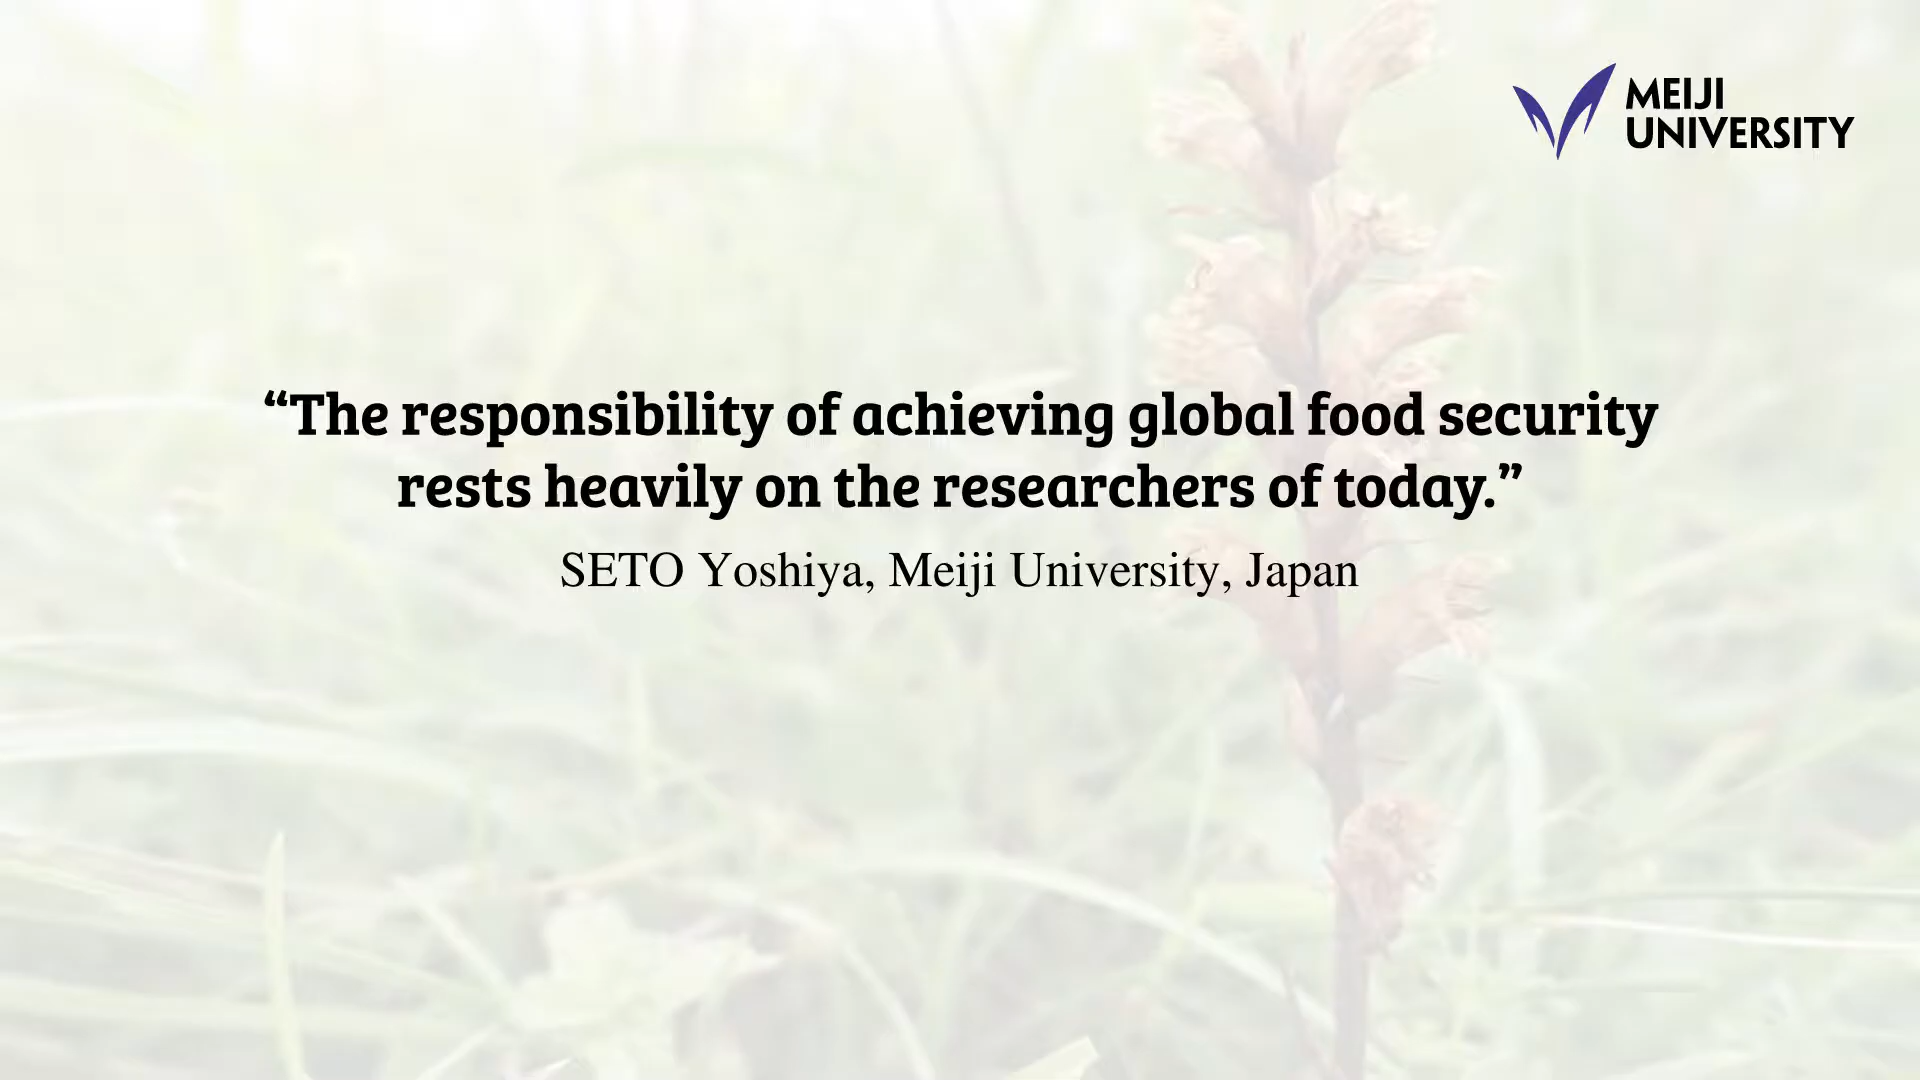 MEIJI
UNIVERSITY
“The responsibility of achieving global food security
rests heavily on the researchers of today.”
SETO Yoshiya, Meiji University, Japan